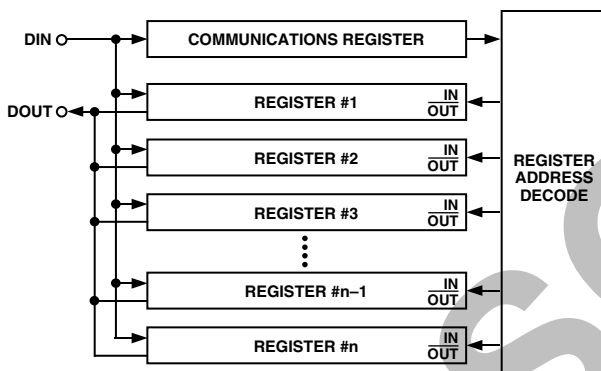 DIN
COMMUNICATIONS REGISTER
DOUT
REGISTER #1
IN
OUT
REGISTER #2
IN
OUT
REGISTER #3
IN
OUT
REGISTER #n–1
IN
OUT
REGISTER #n
IN
OUT
REGISTER
ADDRESS
DECODE